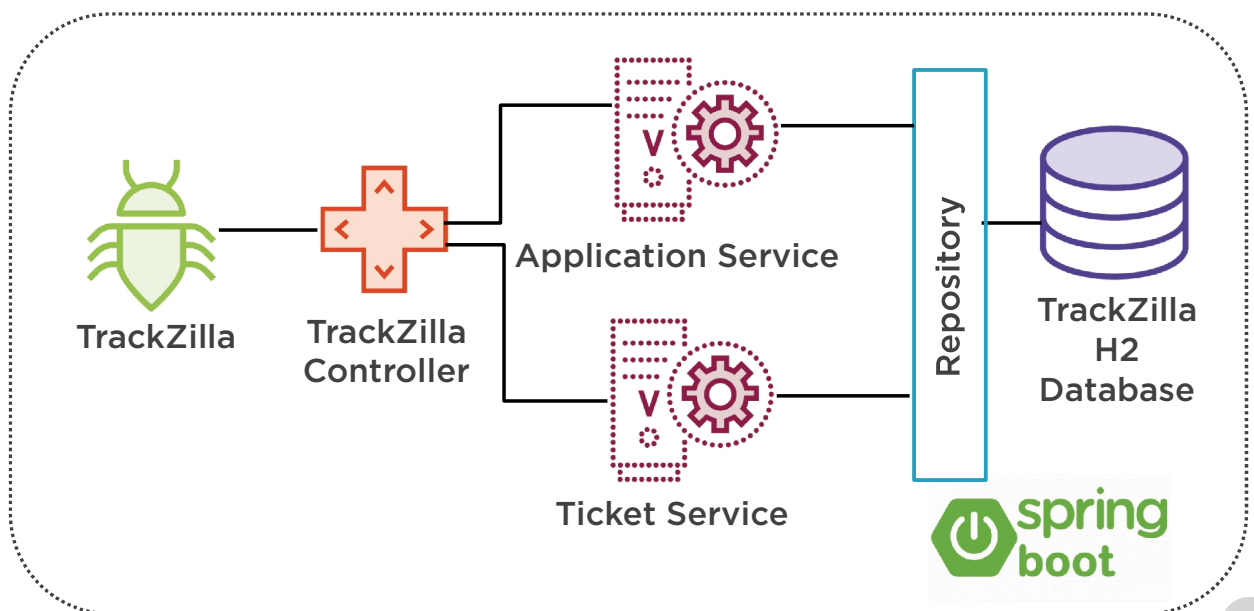 TrackZilla
TrackZilla
Controller
Application Service
Ticket Service
Repository
TrackZilla
H2
Database
spring
boot